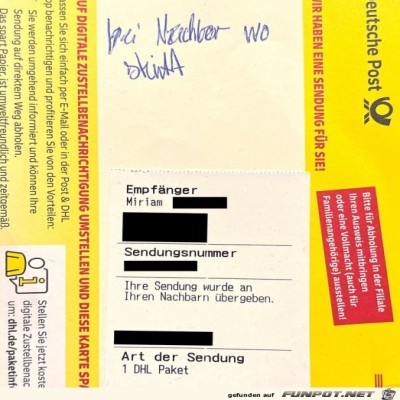 bei Nachbar wo
stinkt
Deutsche Post
WIR HABEN EINE SENDUNG FÜR SIE!
Bitte für Abholung in der Filiale
Ihren Ausweis mitbringen
oder eine Vollmacht (auch für
Familienangehörige) ausstellen!
AUF DIGITALE ZUSTELLBENACHRICHTIGUNG UMSTELLEN UND DIESE KARTE
assen Sie sich einfach per E-Mail oder in der Post & DHL
pp benachrichtigen und profitieren Sie von den Vorteilen:
Sie werden umgehend informiert und können Ihre
Sendung auf direktem Weg abholen.
Das spart Papier, ist umweltfreundlich und zeitgemäß.
Stellen Sie jetzt koste
digitale Zustellbenac
um: dhl.de/paketinf
Empfänger
Miriam
Sendungsnummer
Ihre Sendung wurde an
Ihren Nachbarn übergeben.
Art der Sendung
1 DHL Paket
gefunden auf FUNPOT.NET